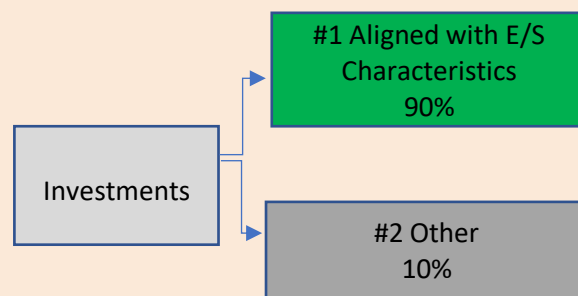 #1 Aligned with E/S
Characteristics
90%
Investments
#2 Other
10%